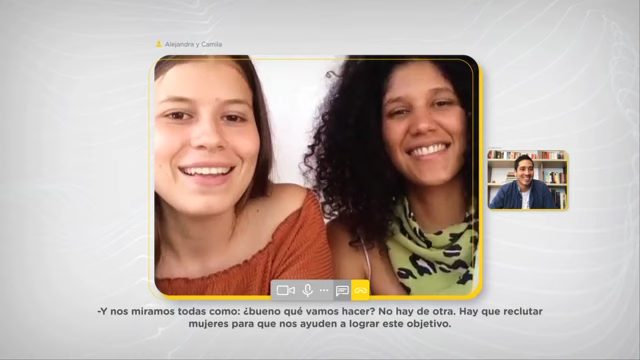 Alejandra y Camila
-Y nos miramos todas como: ¿bueno qué vamos hacer? No hay de otra. Hay que reclutar
mujeres para que nos ayuden a lograr este objetivo.